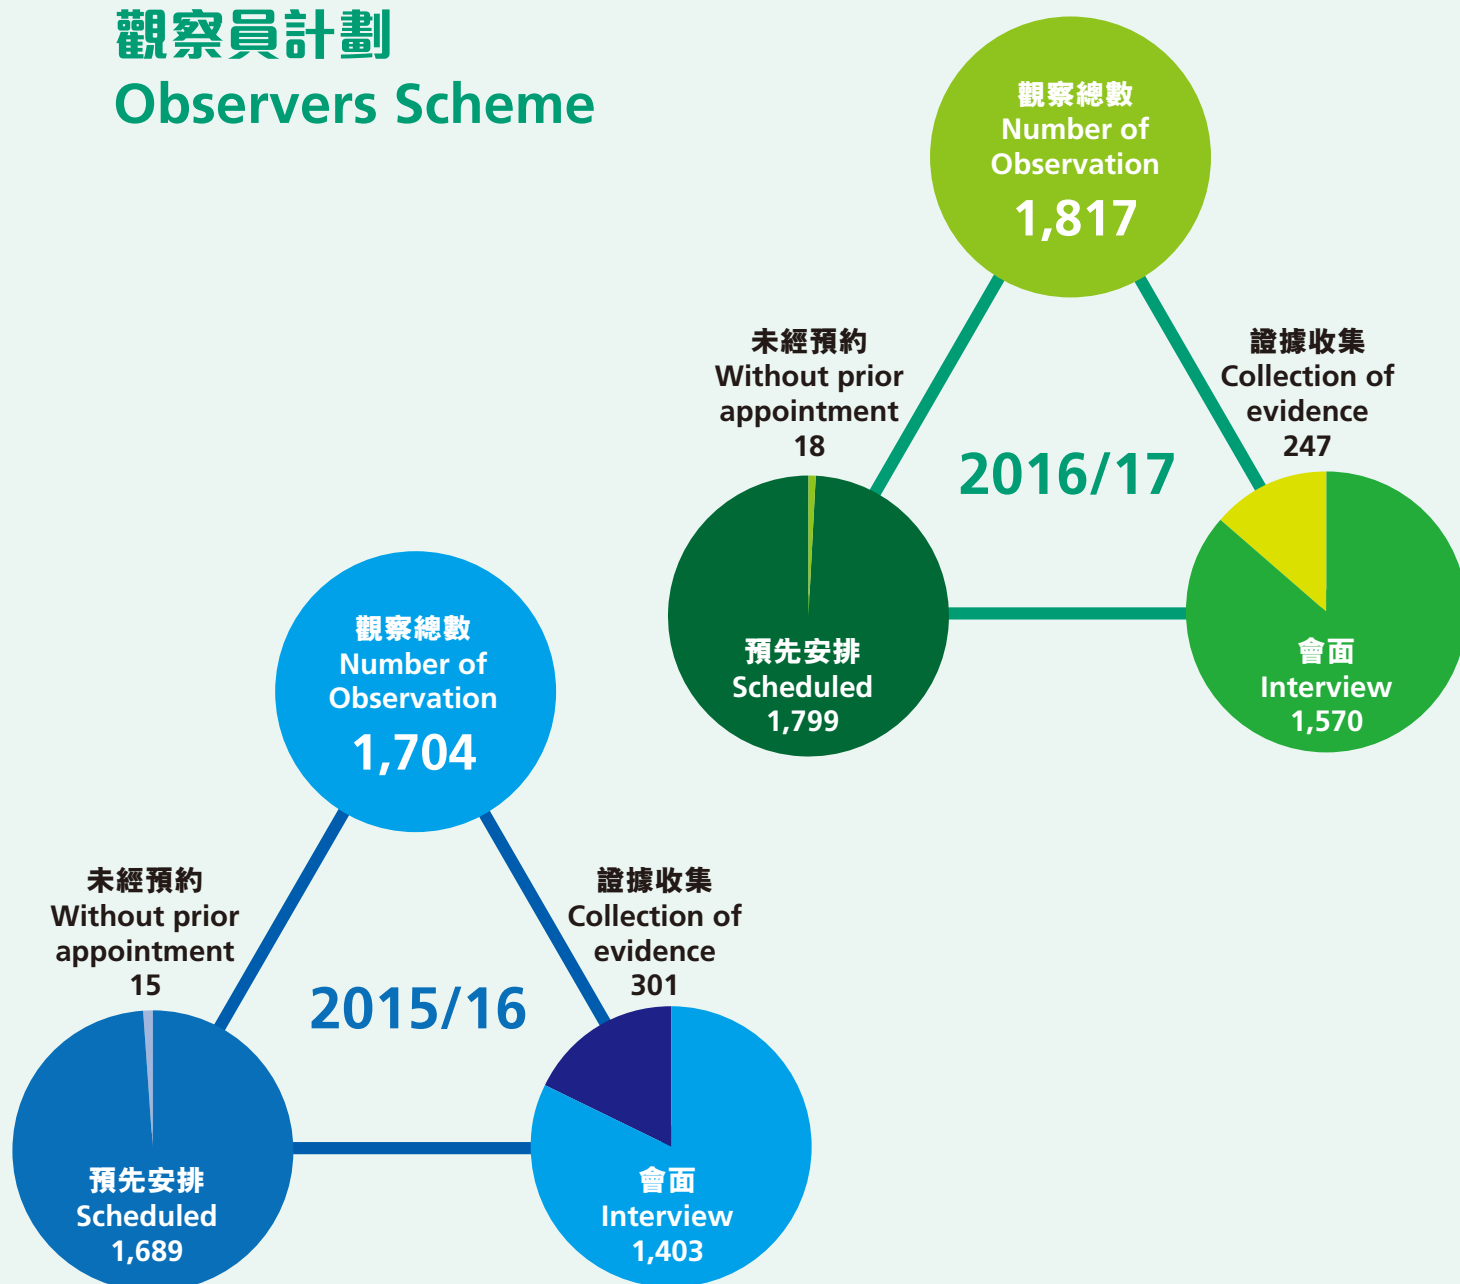 觀察員計劃
Observers Scheme
觀察總數
Number of
Observation
1,817
未經預約
Without prior
appointment
18
證據收集
Collection of
evidence
247
2016/17
預先安排
Scheduled
1,799
會面
Interview
1,570
觀察總數
Number of
Observation
1,704
未經預約
Without prior
appointment
15
證據收集
Collection of
evidence
301
2015/16
預先安排
Scheduled
1,689
會面
Interview
1,403